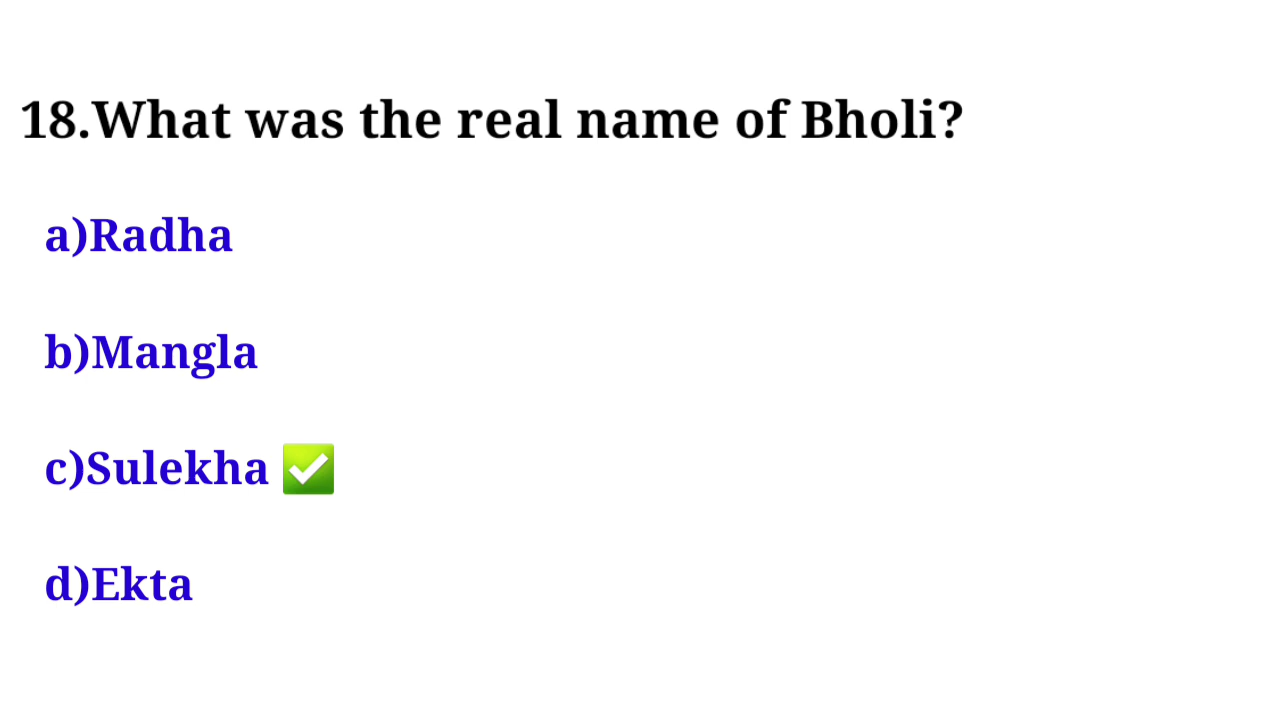 18.What was the real name of Bholi?
a)Radha
b)Mangla
c)Sulekha ✅
d)Ekta